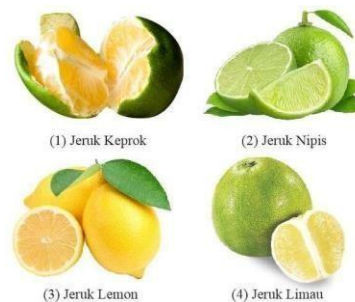 (1) Jeruk Keprok
(2) Jeruk Nipis
(3) Jeruk Lemon
(4) Jeruk Limau